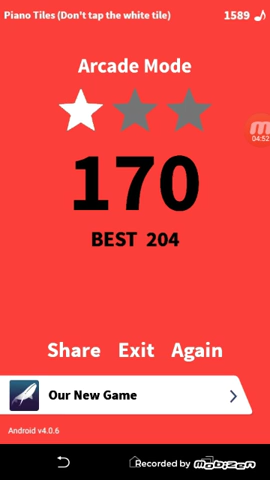 Piano Tiles (Don't tap the white tile) 1589
Arcade Mode
170
BEST 204
04:52
Share Exit Again
Our New Game
Android v4.0.6
Recorded by mobizen